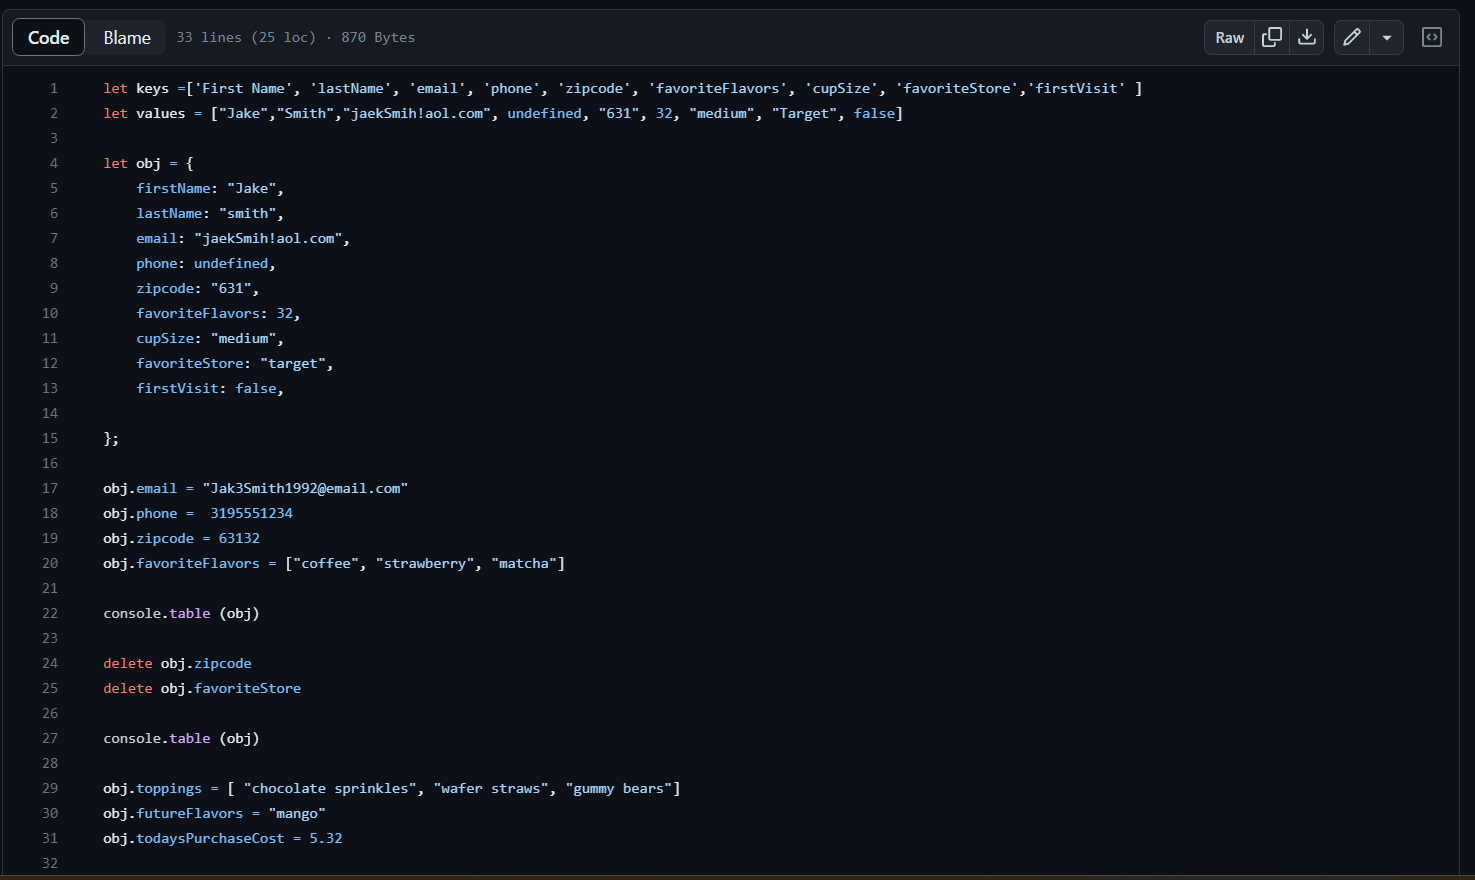 Code Blame 33 lines (25 loc) · 870 Bytes Raw
1 let keys =['First Name', 'lastName', 'email', 'phone', 'zipcode', 'favoriteFlavors', 'cupSize', 'favoriteStore','firstVisit' ]
2 let values = ["Jake","Smith","jaekSmih!aol.com", undefined, "631", 32, "medium", "Target", false]
3
4 let obj = {
5     firstName: "Jake",
6     lastName: "smith",
7     email: "jaekSmih!aol.com",
8     phone: undefined,
9     zipcode: "631",
10     favoriteFlavors: 32,
11     cupSize: "medium",
12     favoriteStore: "target",
13     firstVisit: false,
14
15 };
16
17 obj.email = "Jak3Smith1992@email.com"
18 obj.phone =  3195551234
19 obj.zipcode = 63132
20 obj.favoriteFlavors = ["coffee", "strawberry", "matcha"]
21
22 console.table (obj)
23
24 delete obj.zipcode
25 delete obj.favoriteStore
26
27 console.table (obj)
28
29 obj.toppings = [ "chocolate sprinkles", "wafer straws", "gummy bears"]
30 obj.futureFlavors = "mango"
31 obj.todaysPurchaseCost = 5.32
32